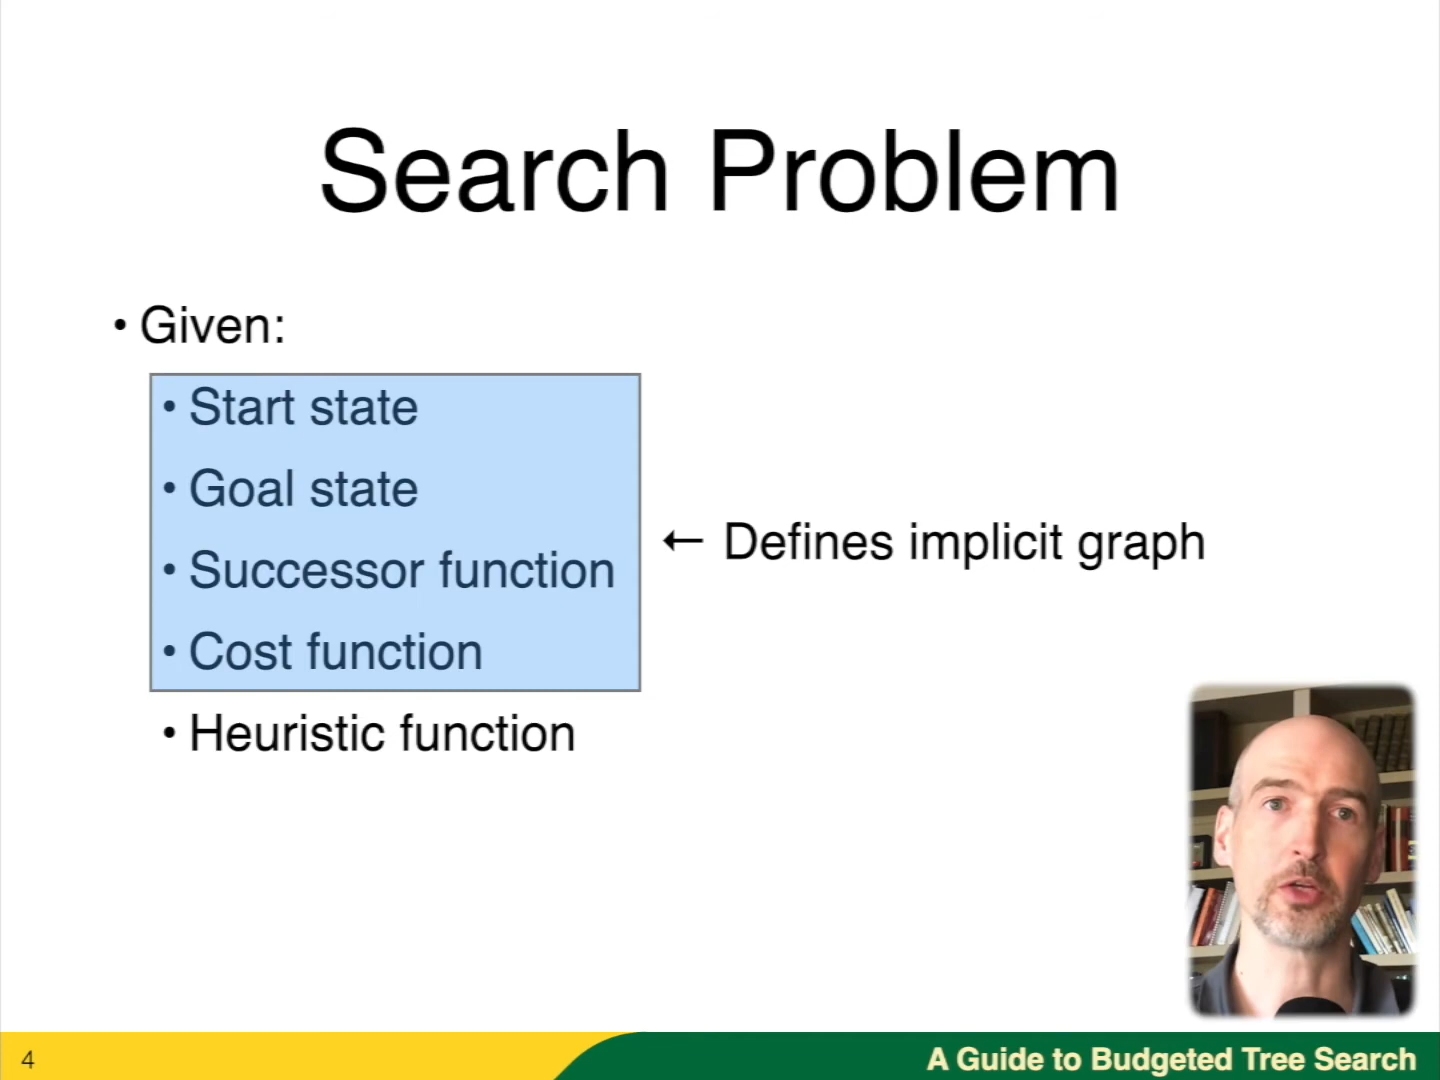 Search Problem
• Given:
• Start state
• Goal state
• Successor function
• Cost function
← Defines implicit graph
• Heuristic function
4
A Guide to Budgeted Tree Search